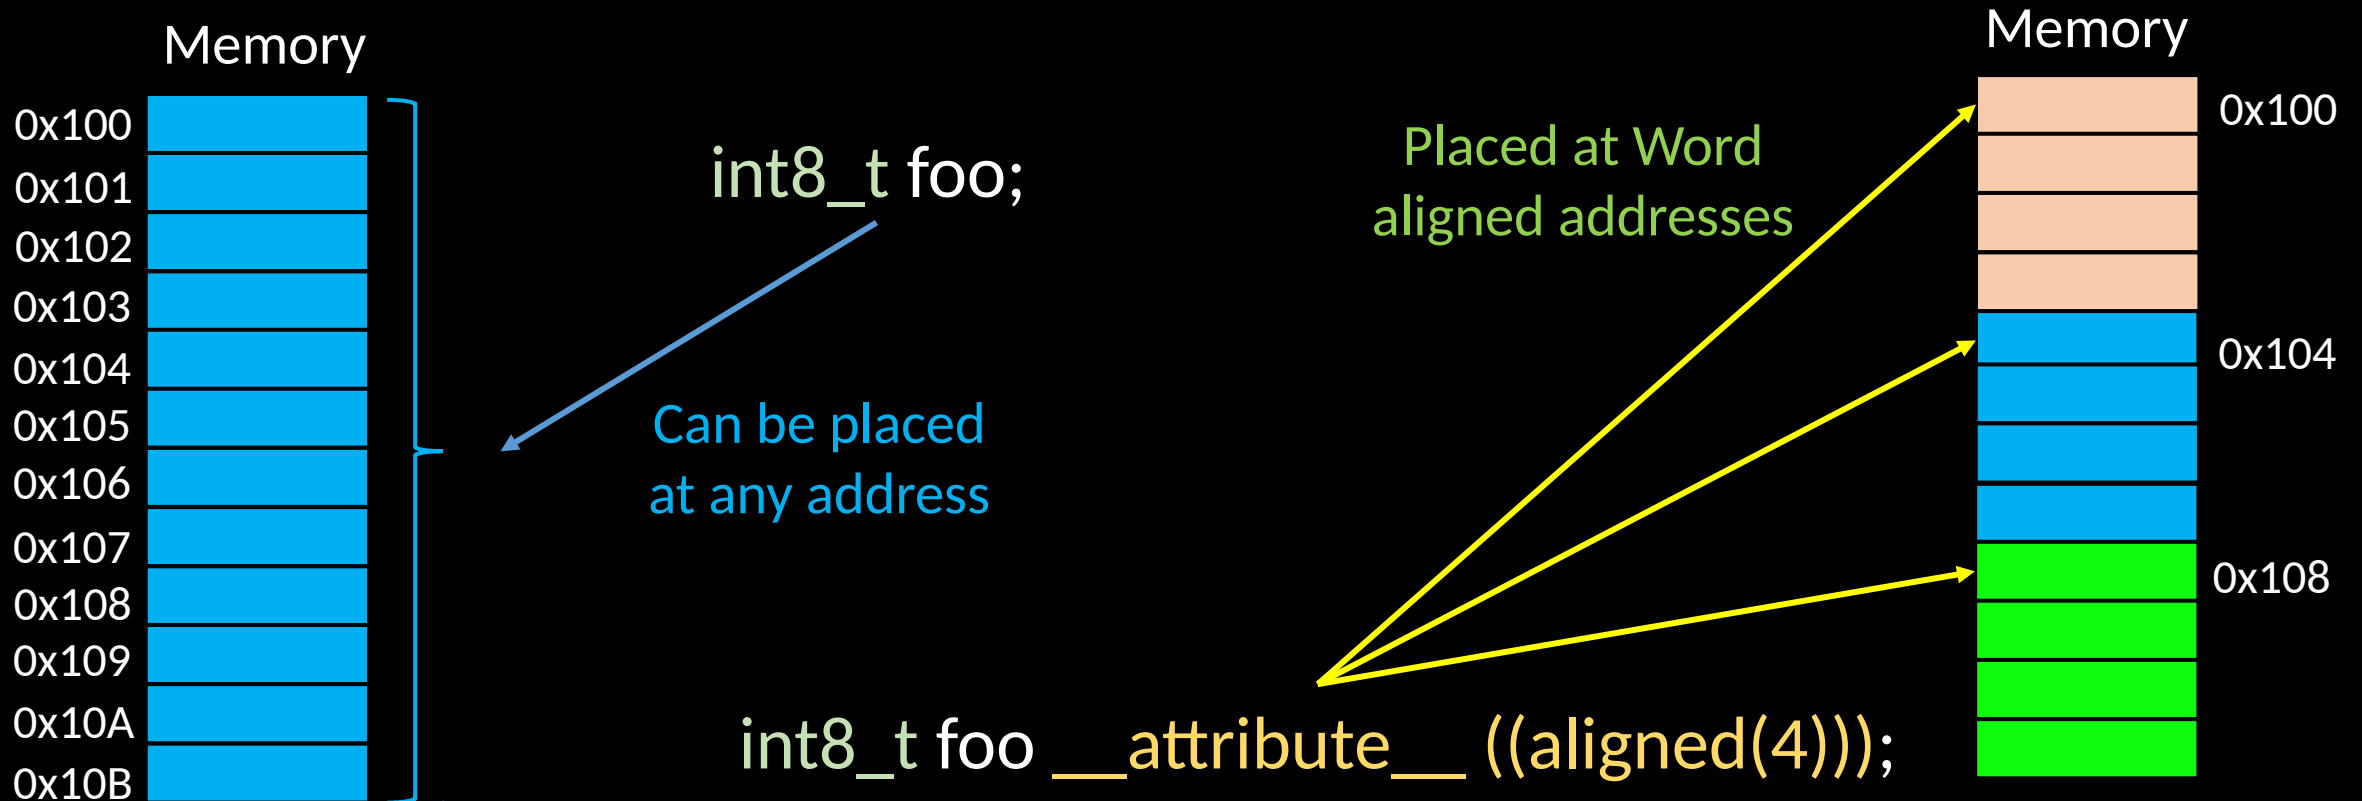 Memory
0x100
0x101
0x102
0x103
0x104
0x105
0x106
0x107
0x108
0x109
0x10A
0x10B
int8_t foo;
Can be placed
at any address
Placed at Word
aligned addresses
int8_t foo __attribute__ ((aligned(4)));
Memory
0x100
0x104
0x108